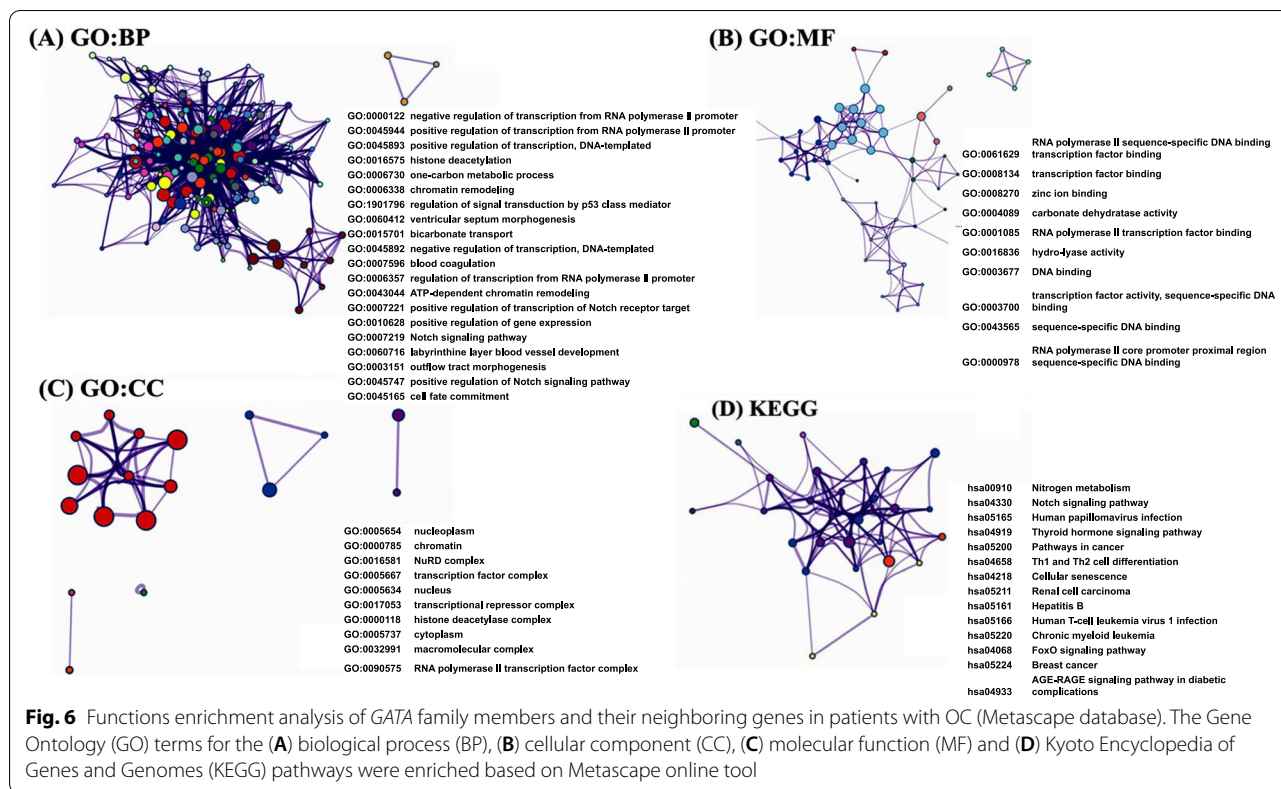 (A) GO:BP
GO:0000122 negative regulation of transcription from RNA polymerase II promoter
GO:0045944 positive regulation of transcription from RNA polymerase II promoter
GO:0045893 positive regulation of transcription, DNA-templated
GO:0016575 histone deacetylation
GO:0006730 one-carbon metabolic process
GO:0006338 chromatin remodeling
GO:1901796 regulation of signal transduction by p53 class mediator
GO:0060412 ventricular septum morphogenesis
GO:0015701 bicarbonate transport
GO:0045892 negative regulation of transcription, DNA-templated
GO:0007596 blood coagulation
GO:0006357 regulation of transcription from RNA polymerase II promoter
GO:0043044 ATP-dependent chromatin remodeling
GO:0007221 positive regulation of transcription of Notch receptor target
GO:0010628 positive regulation of gene expression
GO:0007219 Notch signaling pathway
GO:0060716 labyrinthine layer blood vessel development
GO:0003151 outflow tract morphogenesis
GO:0045747 positive regulation of Notch signaling pathway
GO:0045165 cell fate commitment
(B) GO:MF
RNA polymerase II sequence-specific DNA binding
GO:0061629 transcription factor binding
GO:0008134 transcription factor binding
GO:0008270 zinc ion binding
GO:0004089 carbonate dehydratase activity
GO:0001085 RNA polymerase II transcription factor binding
GO:0016836 hydro-lyase activity
GO:0003677 DNA binding
transcription factor activity, sequence-specific DNA
GO:0003700 binding
GO:0043565 sequence-specific DNA binding
RNA polymerase II core promoter proximal region
GO:0000978 sequence-specific DNA binding
(C) GO:CC
GO:0005654 nucleoplasm
GO:0000785 chromatin
GO:0016581 NuRD complex
GO:0005667 transcription factor complex
GO:0005634 nucleus
GO:0017053 transcriptional repressor complex
GO:0000118 histone deacetylase complex
GO:0005737 cytoplasm
GO:0032991 macromolecular complex
GO:0090575 RNA polymerase II transcription factor complex
(D) KEGG
hsa00910 Nitrogen metabolism
hsa04330 Notch signaling pathway
hsa05165 Human papillomavirus infection
hsa04919 Thyroid hormone signaling pathway
hsa05200 Pathways in cancer
hsa04658 Th1 and Th2 cell differentiation
hsa04218 Cellular senescence
hsa05211 Renal cell carcinoma
hsa05161 Hepatitis B
hsa05166 Human T-cell leukemia virus 1 infection
hsa05220 Chronic myeloid leukemia
hsa04068 FoxO signaling pathway
hsa05224 Breast cancer
AGE-RAGE signaling pathway in diabetic
hsa04933 complications
Fig. 6 Functions enrichment analysis of GATA family members and their neighboring genes in patients with OC (Metascape database). The Gene
Ontology (GO) terms for the (A) biological process (BP), (B) cellular component (CC), (C) molecular function (MF) and (D) Kyoto Encyclopedia of
Genes and Genomes (KEGG) pathways were enriched based on Metascape online tool